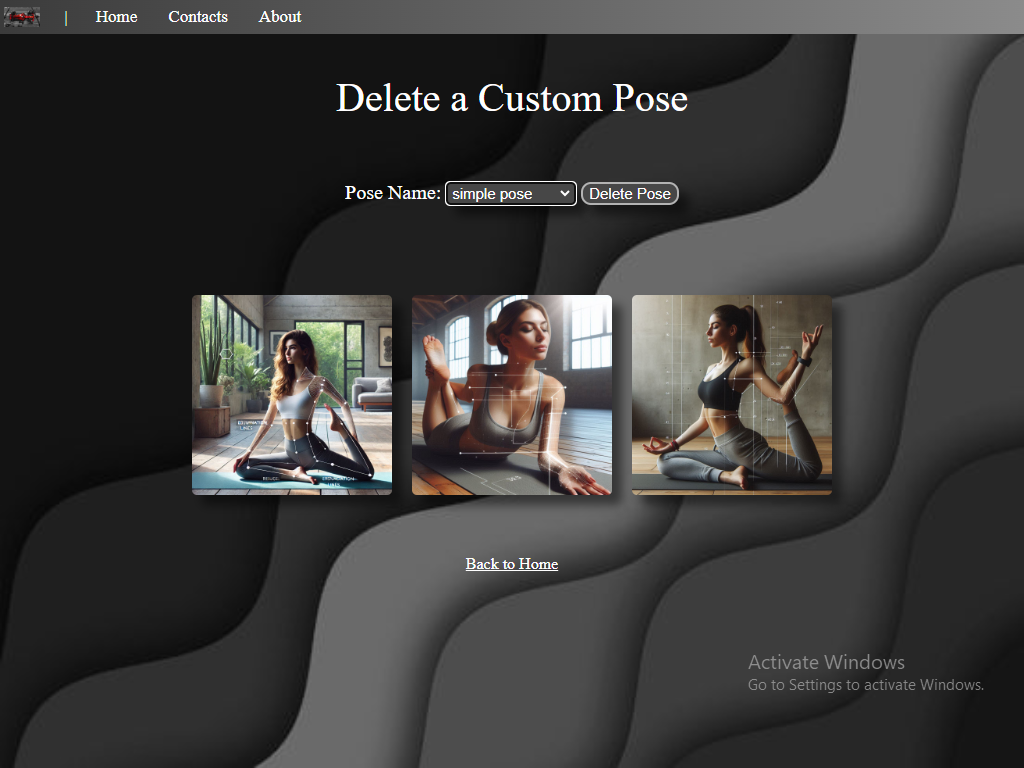 | Home Contacts About
Delete a Custom Pose
Pose Name: simple pose Delete Pose
Back to Home
Activate Windows
Go to Settings to activate Windows.